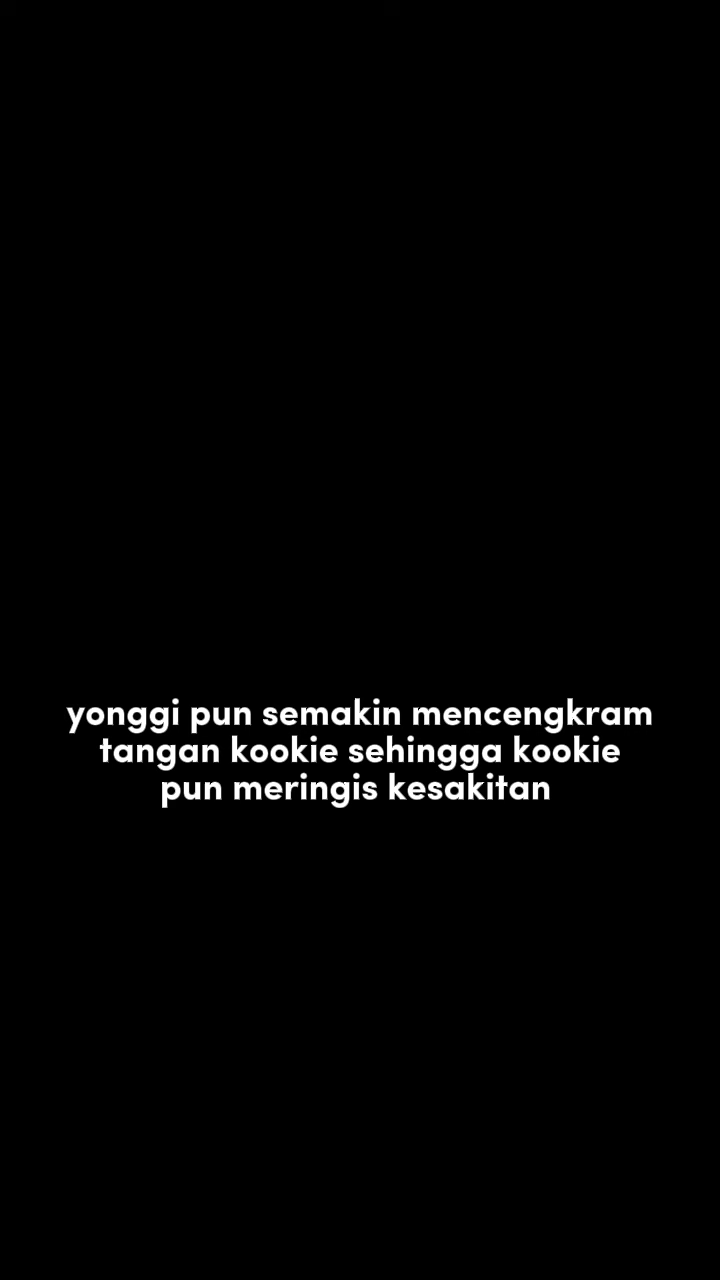 yonggi pun semakin mencengkram
tangan kookie sehingga kookie
pun meringis kesakitan